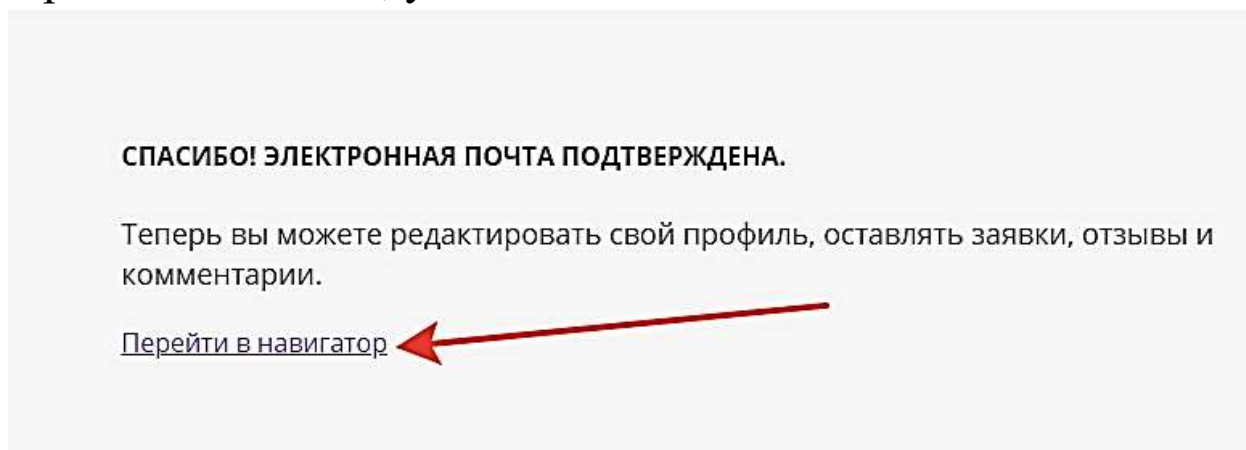 СПАСИБО! ЭЛЕКТРОННАЯ ПОЧТА ПОДТВЕРЖДЕНА.
Теперь вы можете редактировать свой профиль, оставлять заявки, отзывы и
комментарии.
Перейти в навигатор